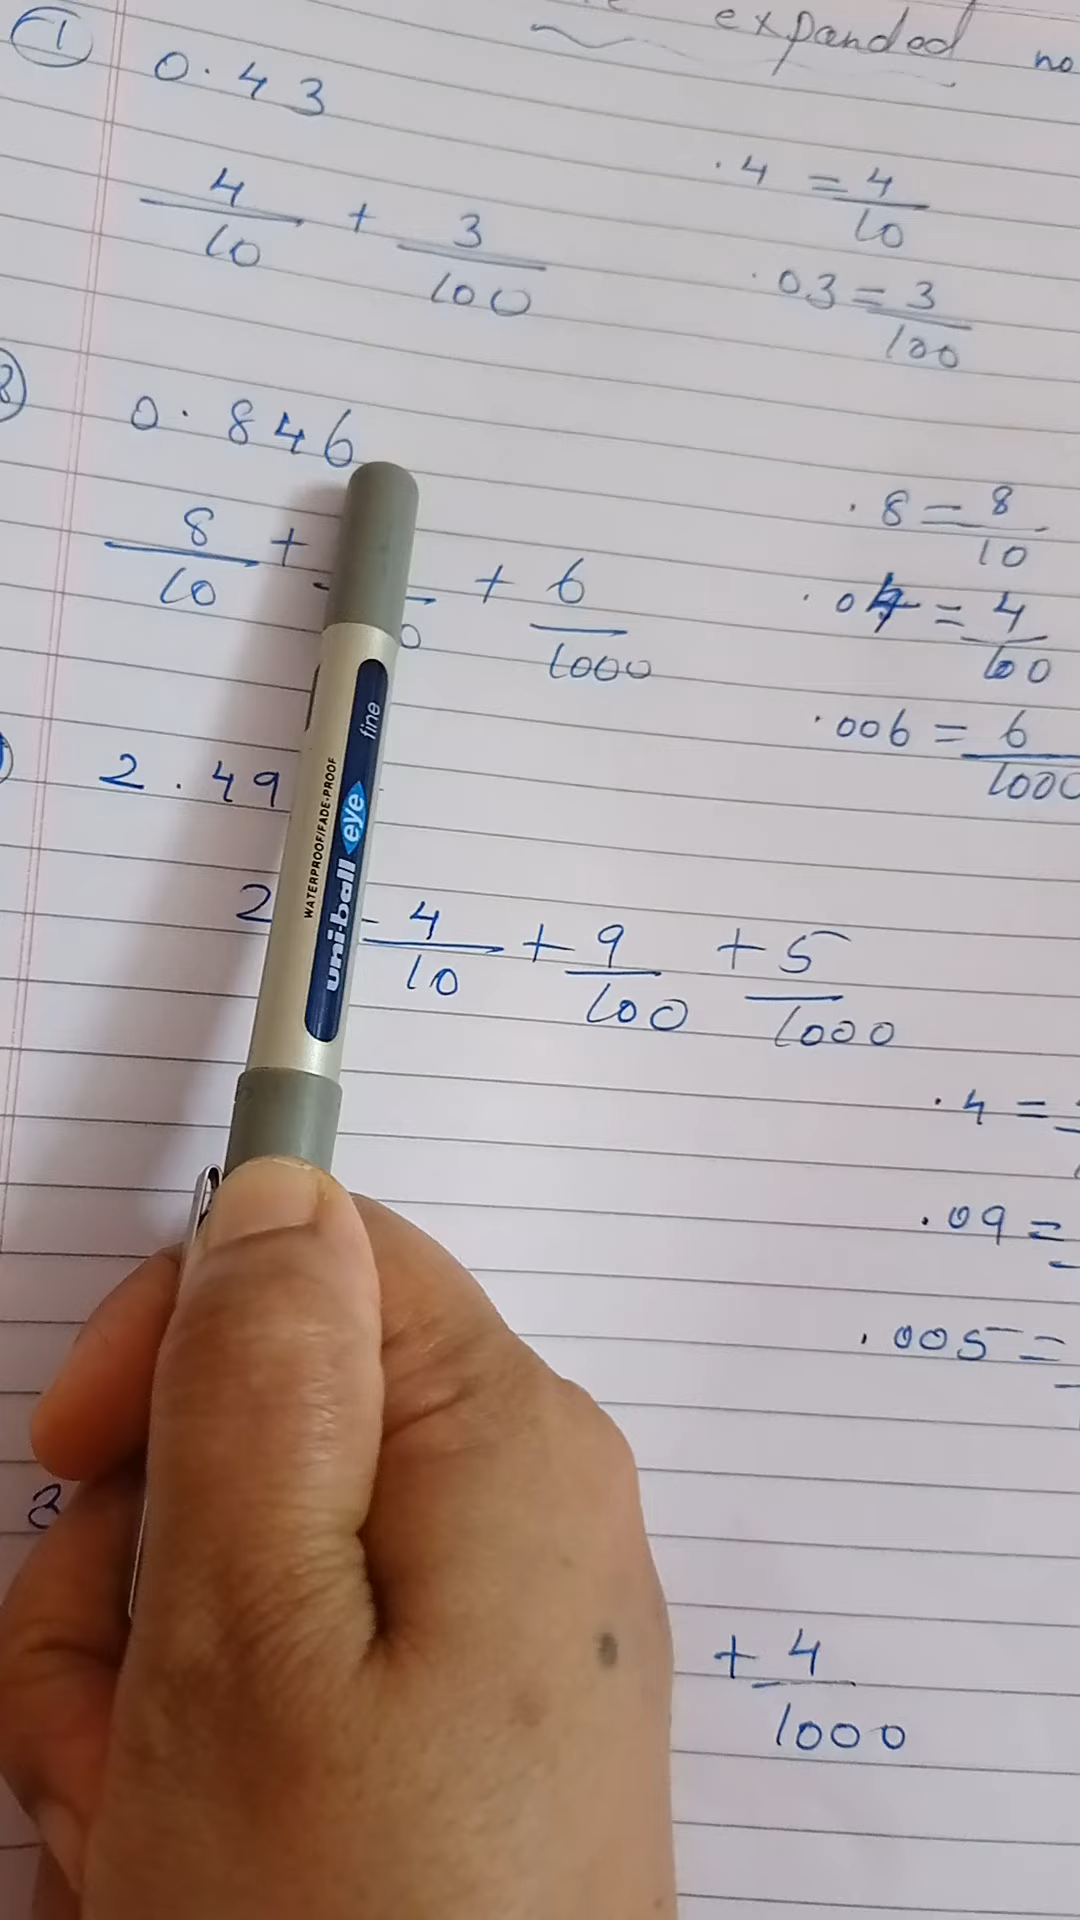 expanded no
① 0.43
4/10 + 3/100
.4 = 4/10
.03 = 3/100
0.846
8/10 + + 6/1000
.8 = 8/10
.04 = 4/100
.006 = 6/1000
2.49
2 4/10 + 9/100 + 5/1000
.4 =
.09 =
.005 =
+ 4/1000
uni-ball eye fine
WATERPROOF/FADE-PROOF